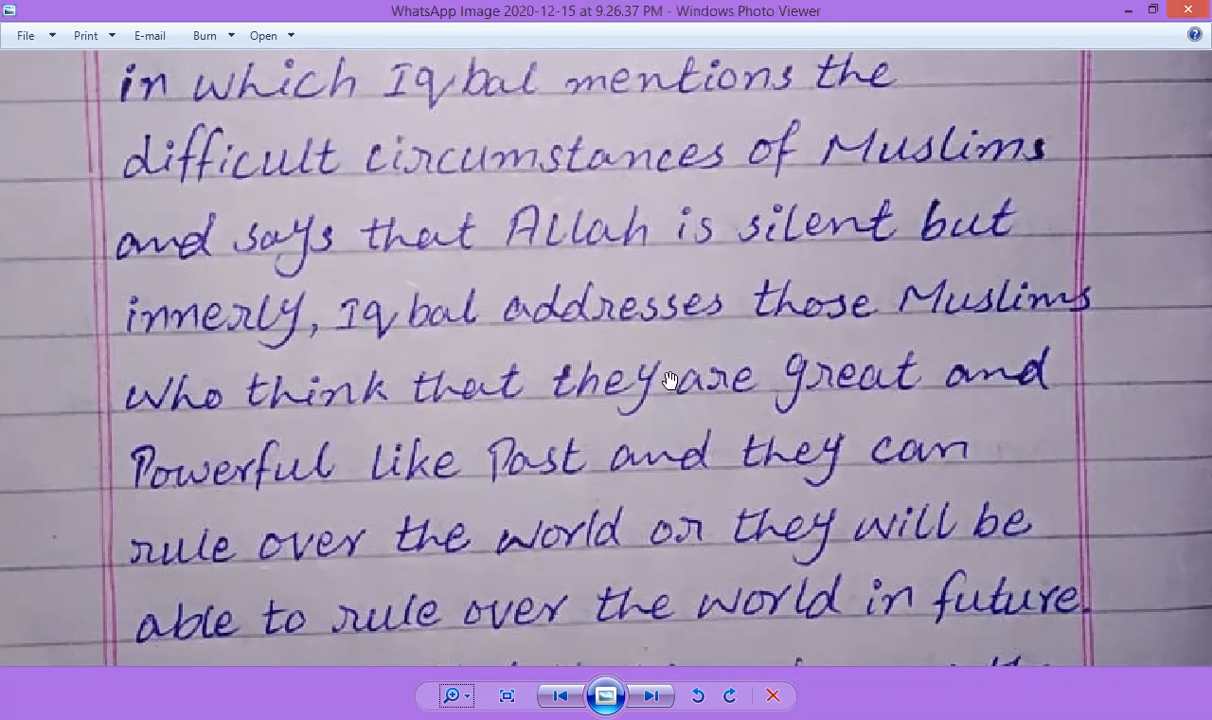 WhatsApp Image 2020-12-15 at 9.26.37 PM - Windows Photo Viewer
File Print E-mail Burn Open
in which Iqbal mentions the
difficult circumstances of Muslims
and says that Allah is silent but
innerly, Iqbal addresses those Muslims
who think that they are great and
Powerful like Past and they can
rule over the world or they will be
able to rule over the world in future.